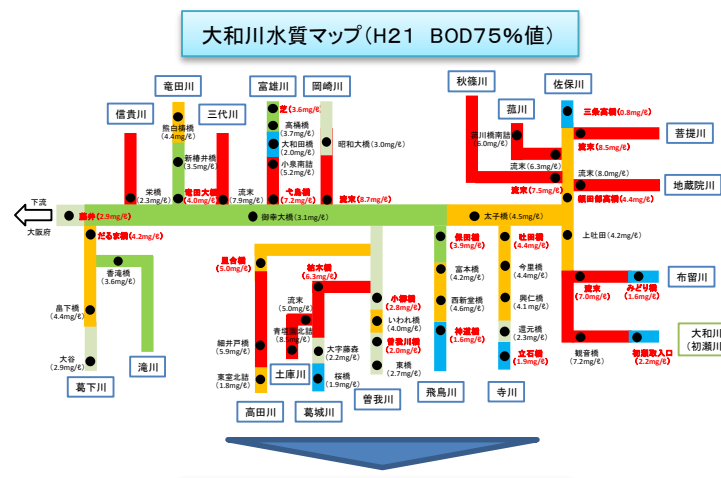 大和川水質マップ(H21 BOD75%値)
竜田川
富雄川
岡崎川
秋篠川
佐保川
信貴川
三代川
菰川
菩提川
地蔵院川
布留川
大和川
(初瀬川)
下流
大阪府
芝(3.6mg/ℓ)
高橋橋
(3.7mg/ℓ)
大和田橋
(2.0mg/ℓ)
小泉南詰
(5.2mg/ℓ)
弋鳥橋
(7.2mg/ℓ)
(4.4mg/ℓ)
新椿井橋
(3.5mg/ℓ)
竜田大橋
(4.0mg/ℓ)
栄橋
(2.3mg/ℓ)
流末
(7.9mg/ℓ)
昭和大橋(3.0mg/ℓ)
流末(8.7mg/ℓ)
三条高橋(0.8mg/ℓ)
流末
(8.5mg/ℓ)
(6.0mg/ℓ)
流末
(6.3mg/ℓ)
流末
(7.5mg/ℓ)
流末(8.0mg/ℓ)
額田部高橋(4.4mg/ℓ)
藤井(2.9mg/ℓ)
御幸大橋(3.1mg/ℓ)
太子橋(4.5mg/ℓ)
上吐田(4.2mg/ℓ)
だるま橋(4.2mg/ℓ)
香滝橋
(3.6mg/ℓ)
畠下橋
(4.4mg/ℓ)
大谷
(2.9mg/ℓ)
葛下川
滝川
里合橋
(5.0mg/ℓ)
細井戸橋
(5.9mg/ℓ)
東室北詰
(1.8mg/ℓ)
高田川
枯木橋
(6.3mg/ℓ)
流末
(5.0mg/ℓ)
(8.5mg/ℓ)
土庫川
大字藤森
(2.2mg/ℓ)
桜橋
(1.9mg/ℓ)
葛城川
小柳橋
(2.8mg/ℓ)
いわれ橋
(4.0mg/ℓ)
曽我川橋
(2.0mg/ℓ)
東橋
(2.7mg/ℓ)
曽我川
保田橋
(3.9mg/ℓ)
富本橋
(4.2mg/ℓ)
西新堂橋
(4.6mg/ℓ)
神道橋
(1.6mg/ℓ)
飛鳥川
吐田橋
(4.4mg/ℓ)
今里橋
(4.4mg/ℓ)
興仁橋
(4.1mg/ℓ)
還元橋
(2.3mg/ℓ)
立石橋
(1.9mg/ℓ)
寺川
流末
(7.0mg/ℓ)
みどり橋
(1.6mg/ℓ)
観音橋
(7.2mg/ℓ)
初瀬取入口
(2.2mg/ℓ)